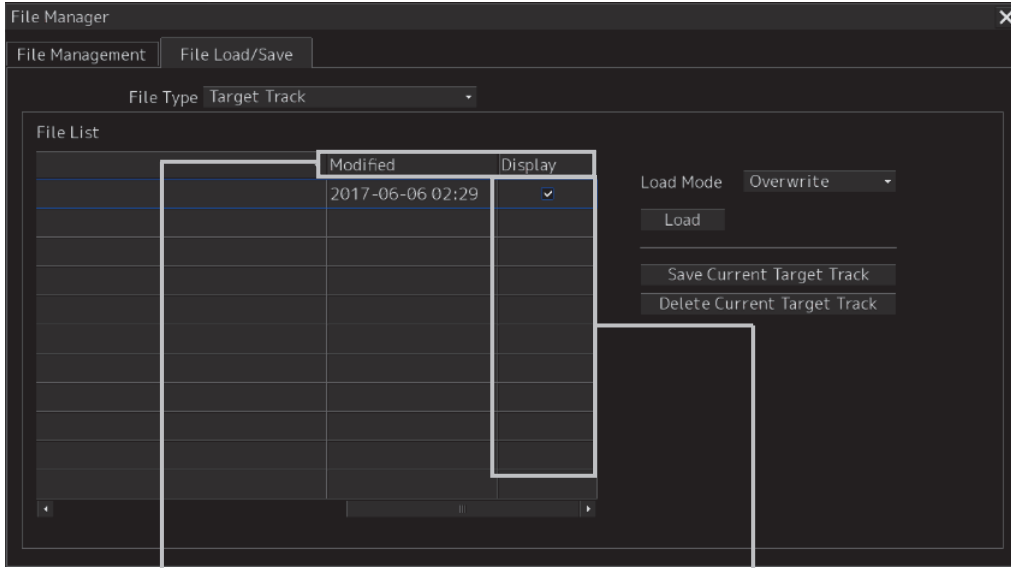 File Manager
File Management
File Load/Save
File Type Target Track
File List
Modified Display
2017-06-06 02:29
Load Mode Overwrite
Load
Save Current Target Track
Delete Current Target Track